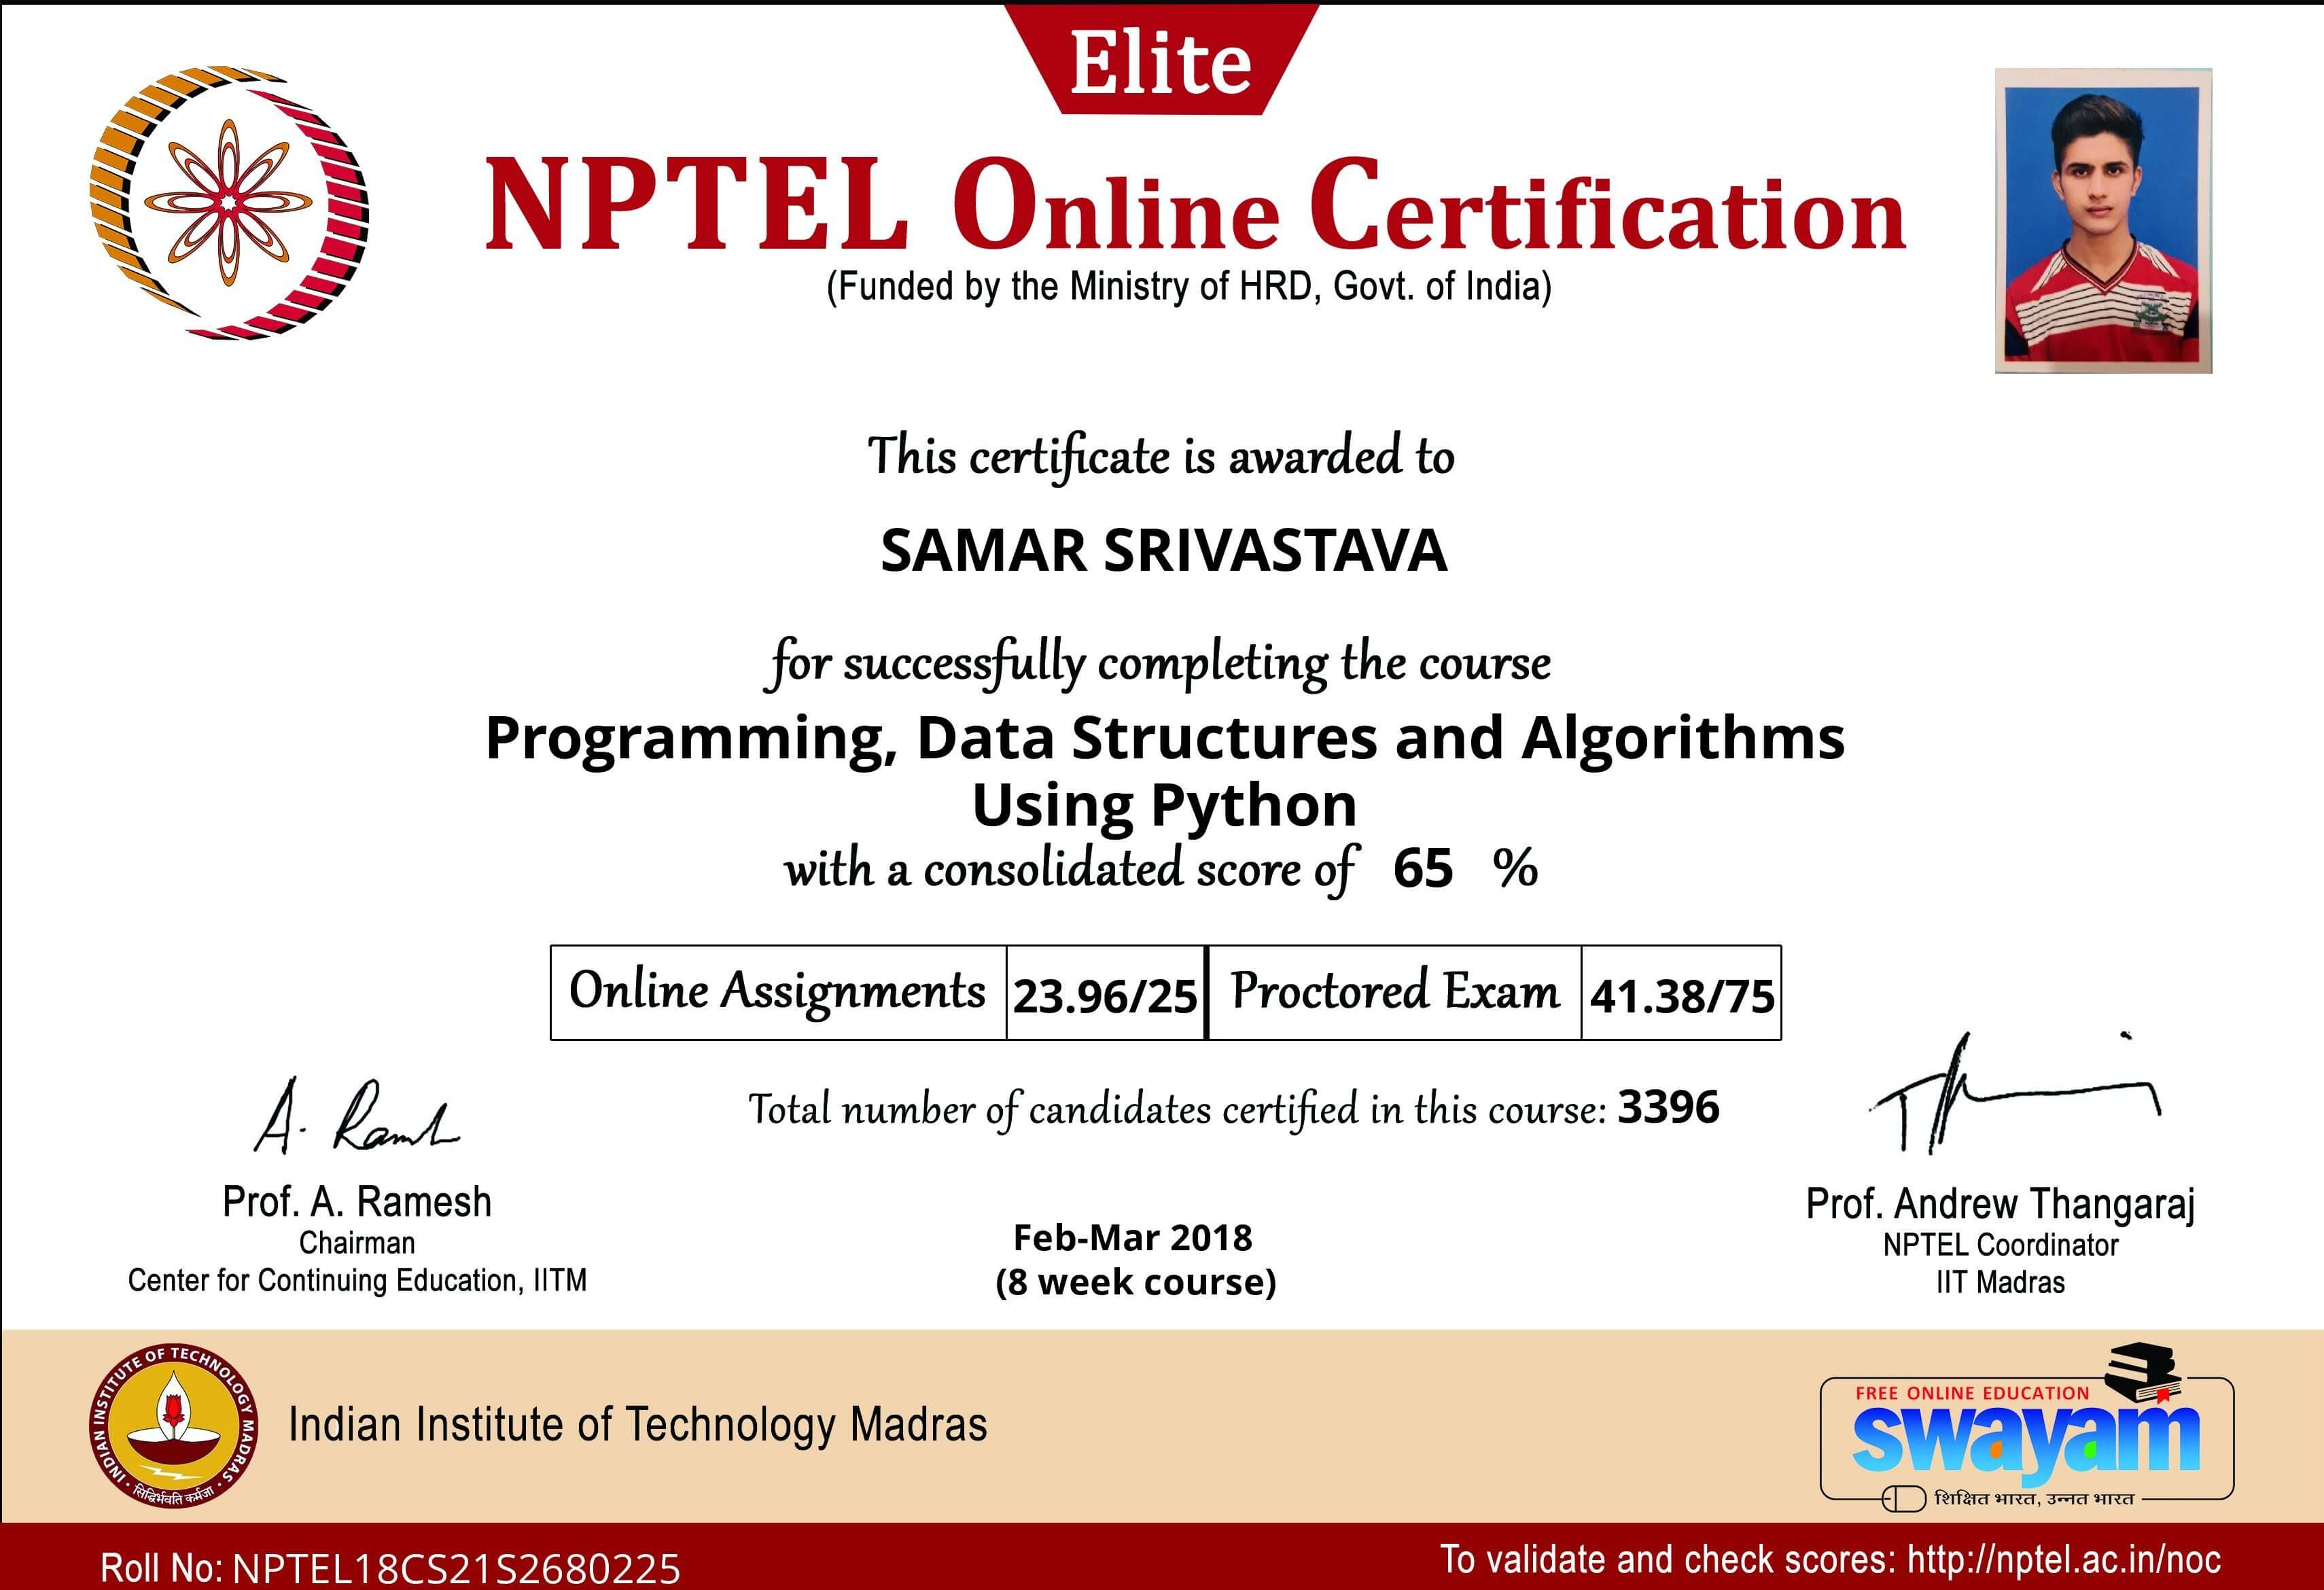 Elite
NPTEL Online Certification
(Funded by the Ministry of HRD, Govt. of India)
This certificate is awarded to
SAMAR SRIVASTAVA
for successfully completing the course
Programming, Data Structures and Algorithms
Using Python
with a consolidated score of 65 %
Online Assignments 23.96/25 Proctored Exam 41.38/75
Total number of candidates certified in this course: 3396
A. Ramesh
Prof. A. Ramesh
Chairman
Center for Continuing Education, IITM
Feb-Mar 2018
(8 week course)
Prof. Andrew Thangaraj
NPTEL Coordinator
IIT Madras
INDIAN INSTITUTE OF TECHNOLOGY MADRAS
सिद्धिर्भवति कर्मजा
Indian Institute of Technology Madras
FREE ONLINE EDUCATION
swayam
शिक्षित भारत, उन्नत भारत
Roll No: NPTEL18CS21S2680225
To validate and check scores: http://nptel.ac.in/noc